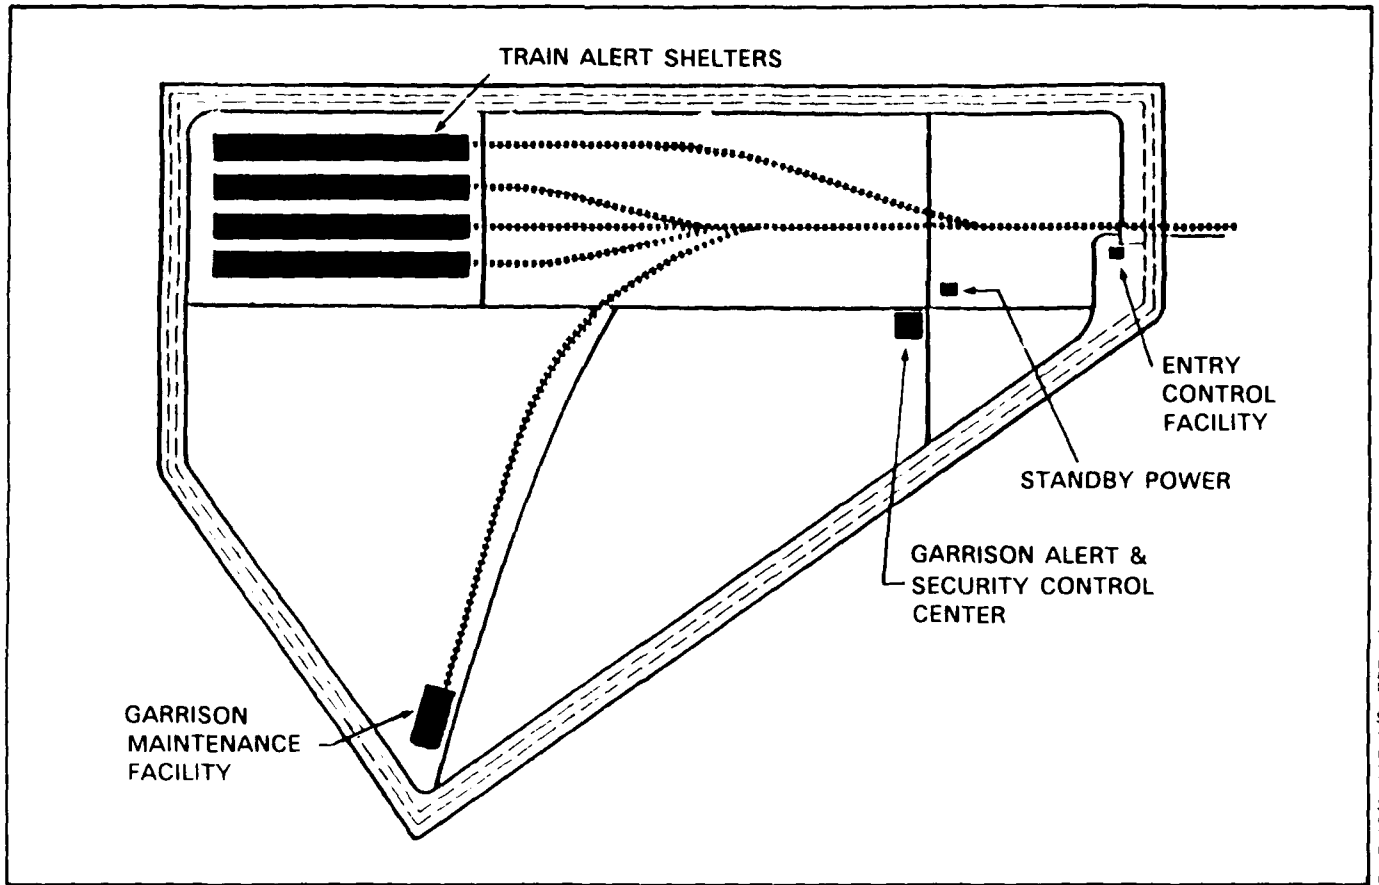 TRAIN ALERT SHELTERS
ENTRY
CONTROL
FACILITY
STANDBY POWER
GARRISON ALERT &
SECURITY CONTROL
CENTER
GARRISON
MAINTENANCE
FACILITY